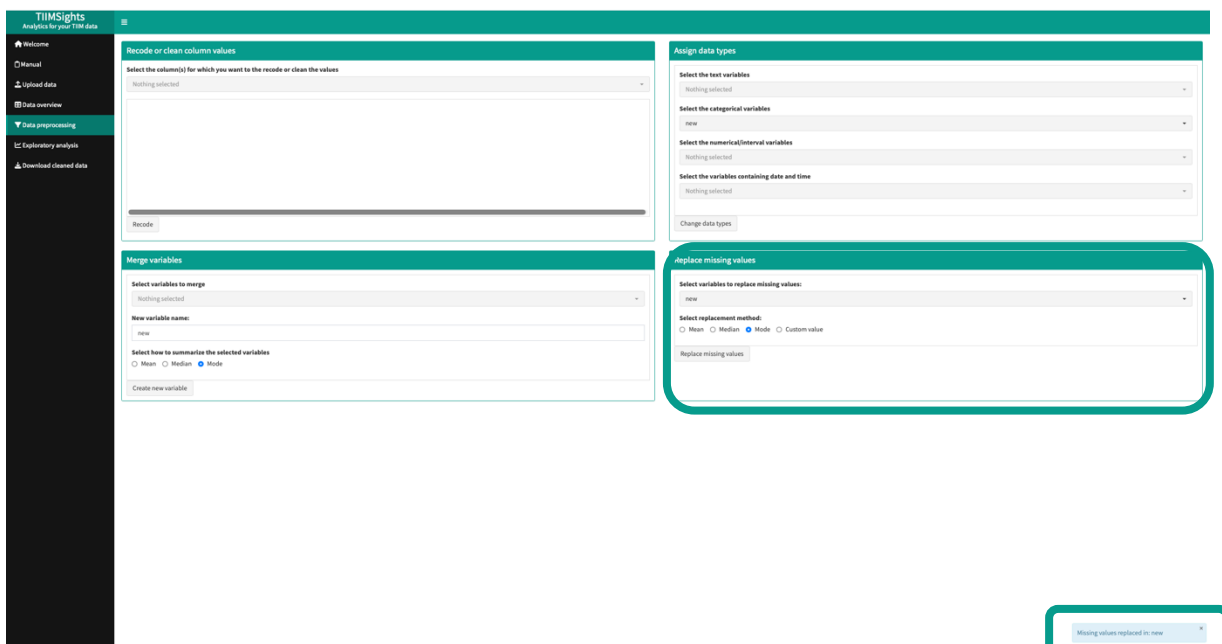 TIIMSights
Analytics for your TIIM data
Welcome
Manual
Upload data
Data overview
Data preprocessing
Exploratory analysis
Download cleaned data
Recode or clean column values
Select the column(s) for which you want to the recode or clean the values
Nothing selected
Recode
Assign data types
Select the text variables
Nothing selected
Select the categorical variables
new
Select the numerical/interval variables
Nothing selected
Select the variables containing date and time
Nothing selected
Change data types
Merge variables
Select variables to merge
Nothing selected
New variable name:
new
Select how to summarize the selected variables
Mean Median Mode
Create new variable
Replace missing values
Select variables to replace missing values:
new
Select replacement method:
Mean Median Mode Custom value
Replace missing values
Missing values replaced in: new ×